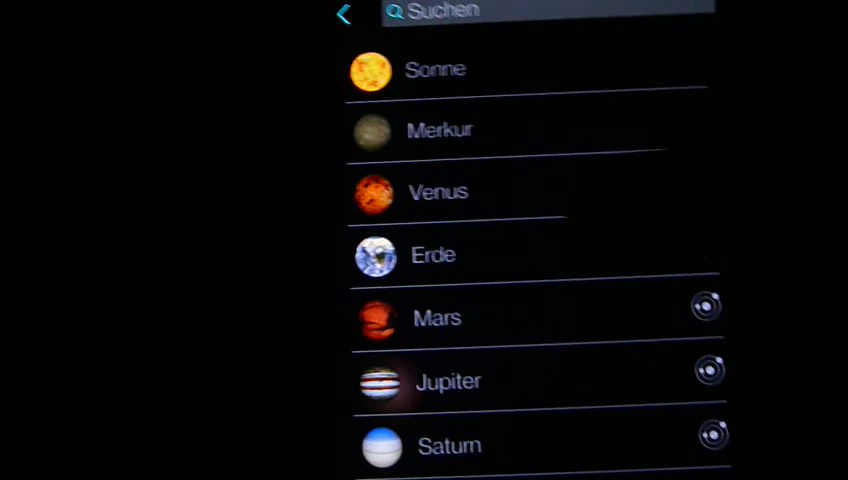 Suchen
Sonne
Merkur
Venus
Erde
Mars
Jupiter
Saturn